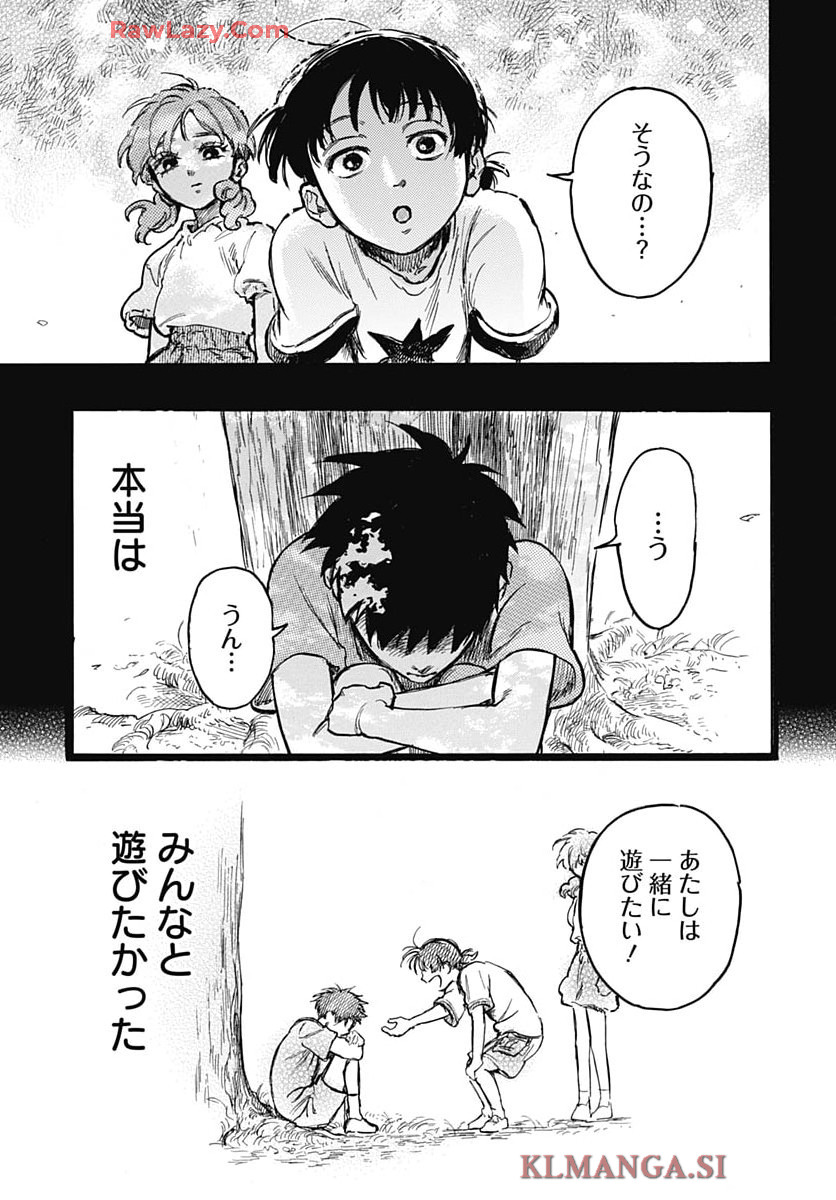 RawLazy.Com
そうなの…？
…う
うん…
本当は
あたしは
一緒に
遊びたい！
みんなと
遊びたかった
KLMANGA.SI